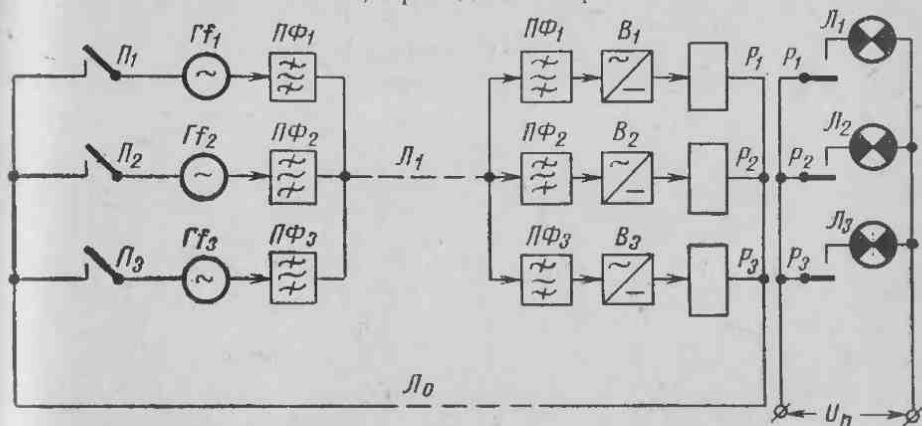 П₁ Гf₁ ПФ₁ ПФ₁ В₁ Р₁ Р₁ Л₁
П₂ Гf₂ ПФ₂ Л₁ ПФ₂ В₂ Р₂ Р₂ Л₂
П₃ Гf₃ ПФ₃ ПФ₃ В₃ Р₃ Р₃ Л₃
Л₀ Uп